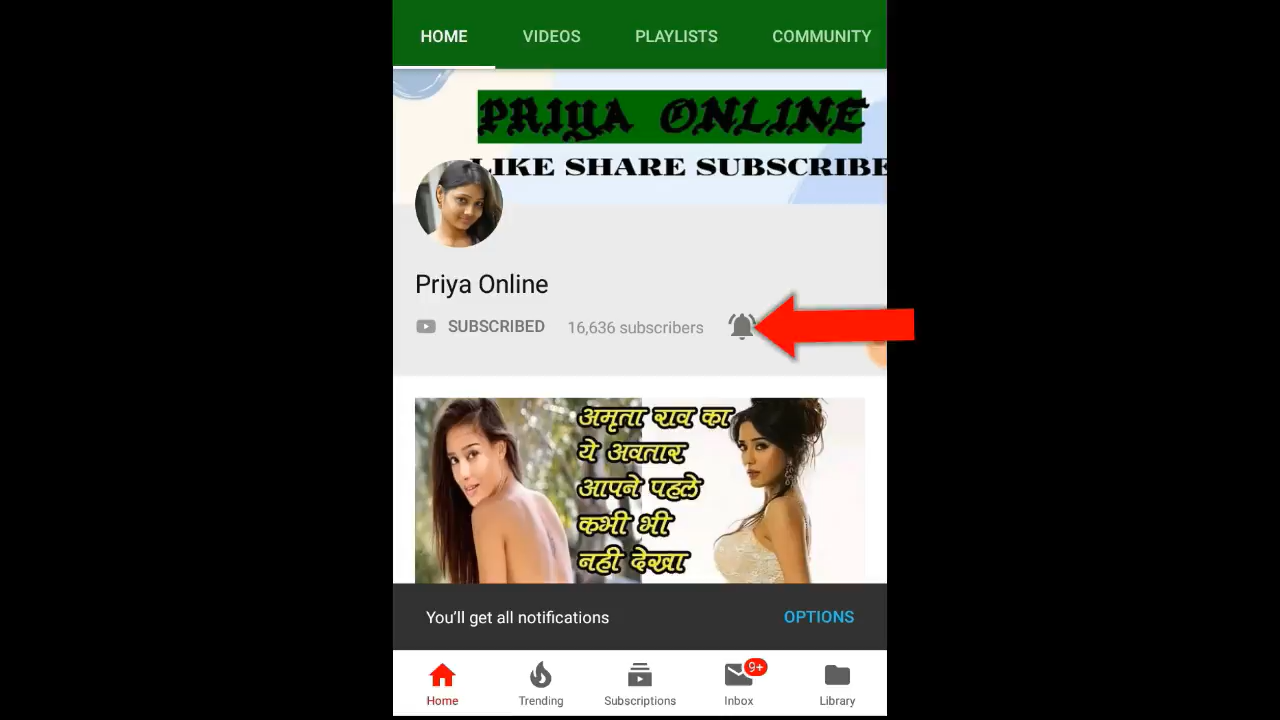 HOME VIDEOS PLAYLISTS COMMUNITY
PRIYA ONLINE
LIKE SHARE SUBSCRIBE
Priya Online
SUBSCRIBED 16,636 subscribers
अमृता राव का
ये अवतार
आपने पहले
कभी भी
नही देखा
You'll get all notifications OPTIONS
9+
Home Trending Subscriptions Inbox Library